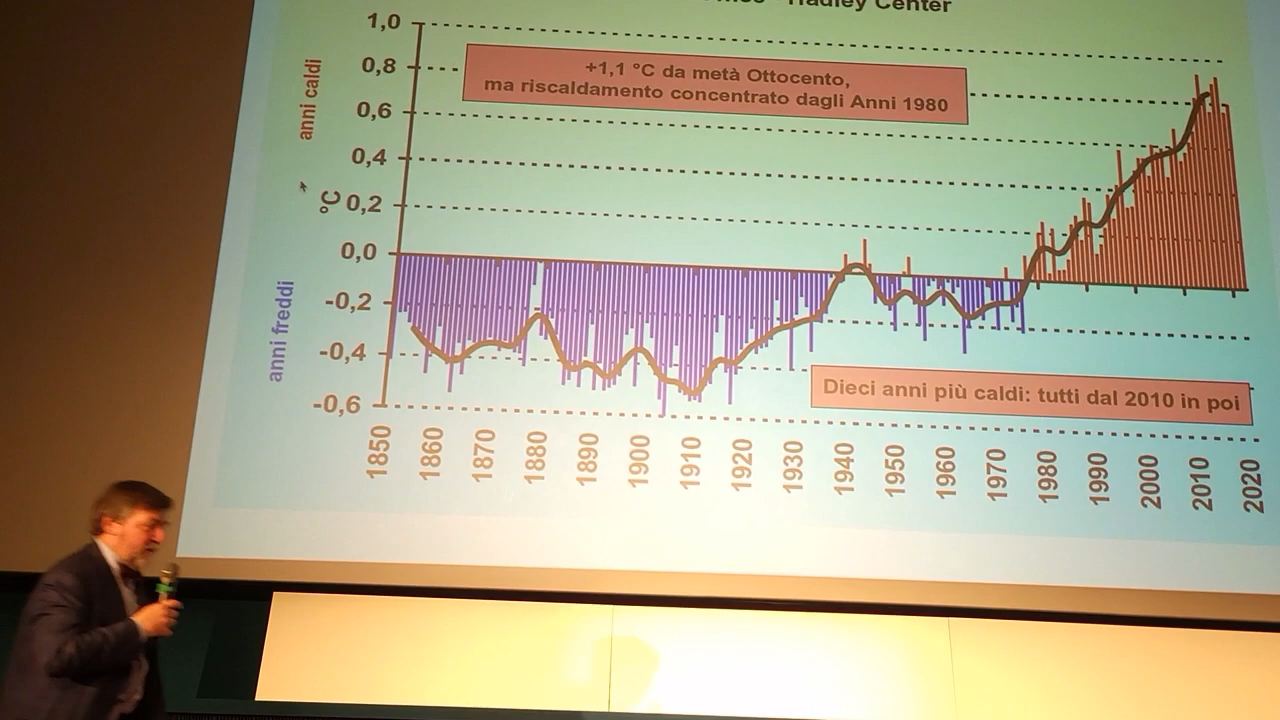 Hadley Center
1,0
0,8
0,6
0,4
0,2
0,0
-0,2
-0,4
-0,6
anni caldi
°C
anni freddi
+1,1 °C da metà Ottocento,
ma riscaldamento concentrato dagli Anni 1980
Dieci anni più caldi: tutti dal 2010 in poi
1850 1860 1870 1880 1890 1900 1910 1920 1930 1940 1950 1960 1970 1980 1990 2000 2010 2020